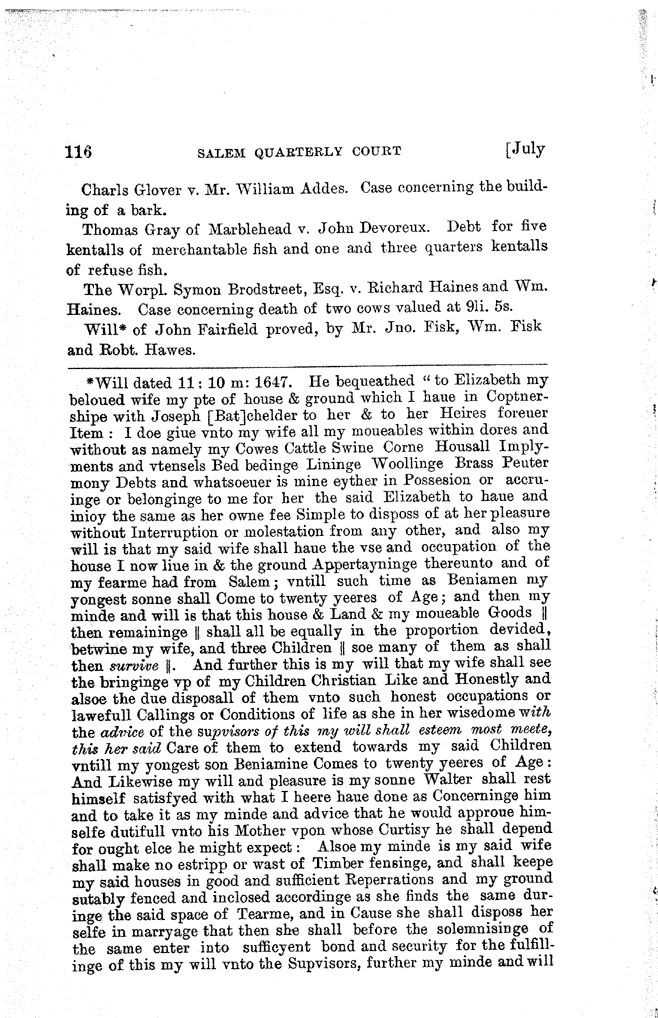 116 SALEM QUARTERLY COURT [July
Charls Glover v. Mr. William Addes. Case concerning the build-
ing of a bark.
Thomas Gray of Marblehead v. John Devoreux. Debt for five
kentalls of merchantable fish and one and three quarters kentalls
of refuse fish.
The Worpl. Symon Brodstreet, Esq. v. Richard Haines and Wm.
Haines. Case concerning death of two cows valued at 9li. 5s.
Will* of John Fairfield proved, by Mr. Jno. Fisk, Wm. Fisk
and Robt. Hawes.
*Will dated 11: 10 m: 1647. He bequeathed "to Elizabeth my
beloued wife my pte of house & ground which I haue in Coptner-
shipe with Joseph [Bat]chelder to her & to her Heires foreuer
Item: I doe giue vnto my wife all my moueables within dores and
without as namely my Cowes Cattle Swine Corne Housall Imply-
ments and vtensels Bed bedinge Lininge Woollinge Brass Peuter
mony Debts and whatsoeuer is mine eyther in Possesion or accru-
inge or belonginge to me for her the said Elizabeth to haue and
inioy the same as her owne fee Simple to disposs of at her pleasure
without Interruption or molestation from any other, and also my
will is that my said wife shall haue the vse and occupation of the
house I now liue in & the ground Appertayninge thereunto and of
my fearme had from Salem; vntill such time as Beniamen my
yongest sonne shall Come to twenty yeeres of Age; and then my
minde and will is that this house & Land & my moueable Goods ||
then remaininge || shall all be equally in the proportion devided,
betwine my wife, and three Children || soe many of them as shall
then survive ||. And further this is my will that my wife shall see
the bringinge vp of my Children Christian Like and Honestly and
alsoe the due disposall of them vnto such honest occupations or
lawefull Callings or Conditions of life as she in her wisedome with
the advice of the supvisors of this my will shall esteem most meete,
this her said Care of them to extend towards my said Children
vntill my yongest son Beniamine Comes to twenty yeeres of Age:
And Likewise my will and pleasure is my sonne Walter shall rest
himself satisfyed with what I heere haue done as Concerninge him
and to take it as my minde and advice that he would approue him-
selfe dutifull vnto his Mother vpon whose Curtisy he shall depend
for ought elce he might expect: Alsoe my minde is my said wife
shall make no estripp or wast of Timber fensinge, and shall keepe
my said houses in good and sufficient Reperrations and my ground
sutably fenced and inclosed accordinge as she finds the same dur-
inge the said space of Tearme, and in Cause she shall disposs her
selfe in marryage that then she shall before the solemnisinge of
the same enter into sufficyent bond and security for the fulfill-
inge of this my will vnto the Supvisors, further my minde and will